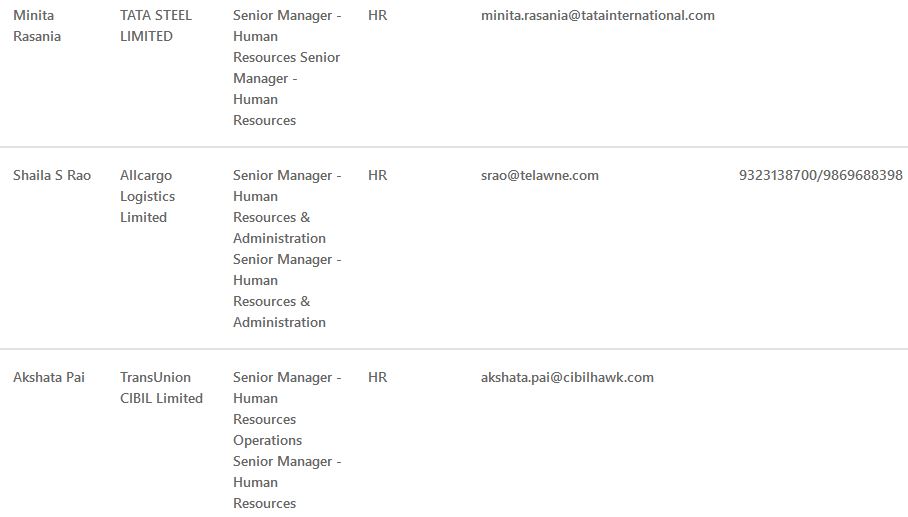 Minita Rasania
TATA STEEL LIMITED
Senior Manager -
Human
Resources Senior
Manager -
Human
Resources
HR
minita.rasania@tatainternational.com
Shaila S Rao
Allcargo
Logistics
Limited
Senior Manager -
Human
Resources &
Administration
Senior Manager -
Human
Resources &
Administration
HR
srao@telawne.com
9323138700/9869688398
Akshata Pai
TransUnion
CIBIL Limited
Senior Manager -
Human
Resources
Operations
Senior Manager -
Human
Resources
HR
akshata.pai@cibilhawk.com